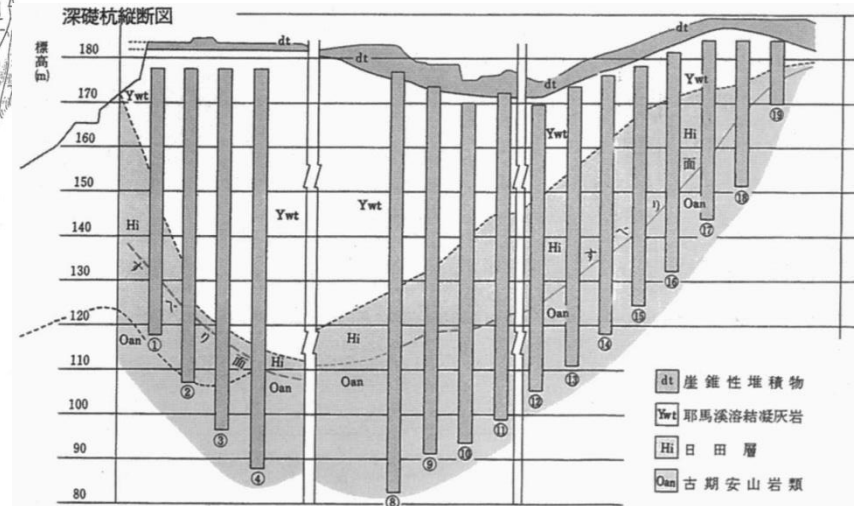 深礎杭縦断図
標高(m)
180
170
160
150
140
130
120
110
100
90
80
dt
dt
dt
Ywt
Ywt
Ywt
Ywt
Ywt
Hi
Hi
Hi
Hi
Hi
Oan
Oan
Oan
Oan
Oan
すべり面
すべり面
①
②
③
④
⑧
⑨
⑩
⑪
⑫
⑬
⑭
⑮
⑯
⑰
⑱
⑲
dt 崖錐性堆積物
Ywt 耶馬溪溶結凝灰岩
Hi 日田層
Oan 古期安山岩類